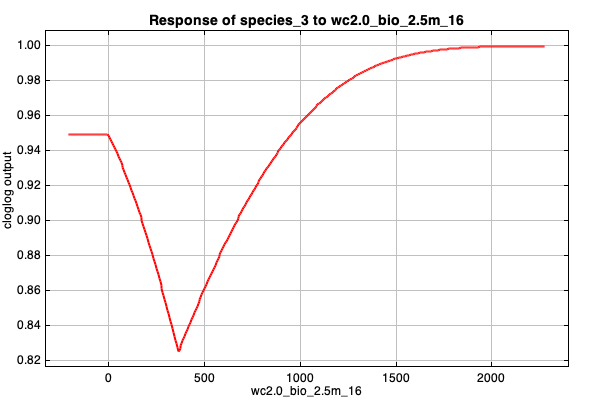 Response of species_3 to wc2.0_bio_2.5m_16
1.00
0.98
0.96
0.94
0.92
0.90
0.88
0.86
0.84
0.82
cloglog output
0 500 1000 1500 2000
wc2.0_bio_2.5m_16